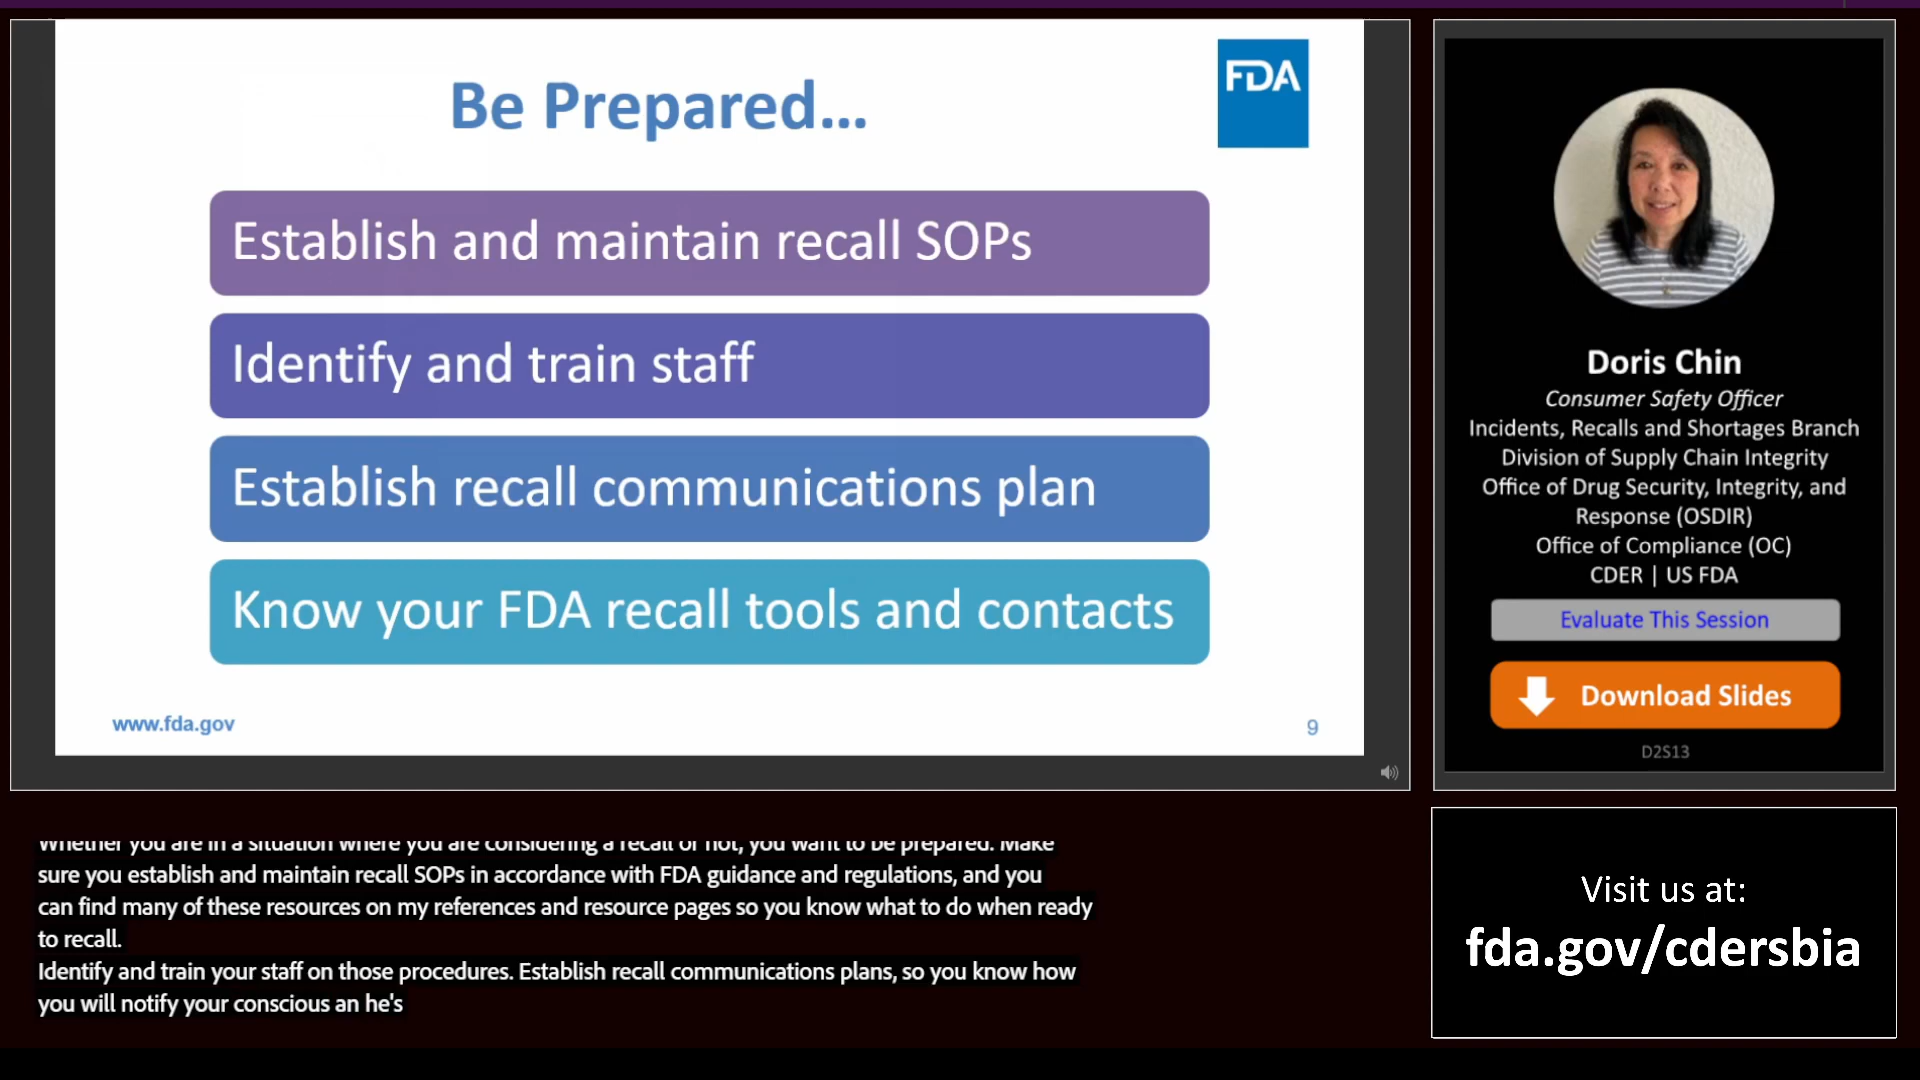 FDA
Be Prepared...
Establish and maintain recall SOPs
Identify and train staff
Establish recall communications plan
Know your FDA recall tools and contacts
www.fda.gov
9
Doris Chin
Consumer Safety Officer
Incidents, Recalls and Shortages Branch
Division of Supply Chain Integrity
Office of Drug Security, Integrity, and
Response (OSDIR)
Office of Compliance (OC)
CDER | US FDA
Evaluate This Session
Download Slides
D2S13
Whether you are in a situation where you are considering a recall or not, you want to be prepared. Make
sure you establish and maintain recall SOPs in accordance with FDA guidance and regulations, and you
can find many of these resources on my references and resource pages so you know what to do when ready
to recall.
Identify and train your staff on those procedures. Establish recall communications plans, so you know how
you will notify your conscious an he's
Visit us at:
fda.gov/cdersbia